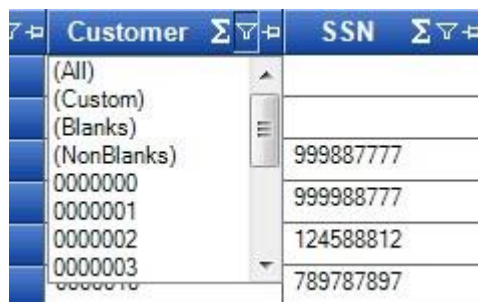 Customer Σ SSN Σ
(All)
(Custom)
(Blanks)
(NonBlanks) 999887777
0000000
0000001 999988777
0000002 124588812
0000003
789787897